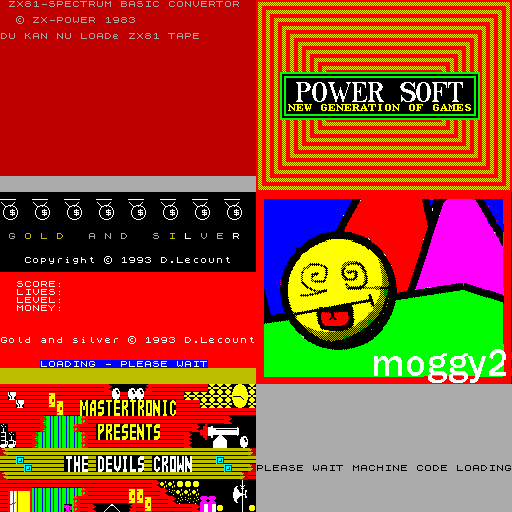 ZX81-SPECTRUM BASIC CONVERTOR
© ZX-POWER 1983
DU KAN NU LOADe ZX81 TAPE
POWER SOFT
NEW GENERATION OF GAMES
GOLD AND SILVER
Copyright © 1993 D.Lecount
SCORE:
LIVES:
LEVEL:
MONEY:
Gold and silver © 1993 D.Lecount
LOADING - PLEASE WAIT
moggy2
MASTERTRONIC
PRESENTS
THE DEVILS CROWN
PLEASE WAIT MACHINE CODE LOADING